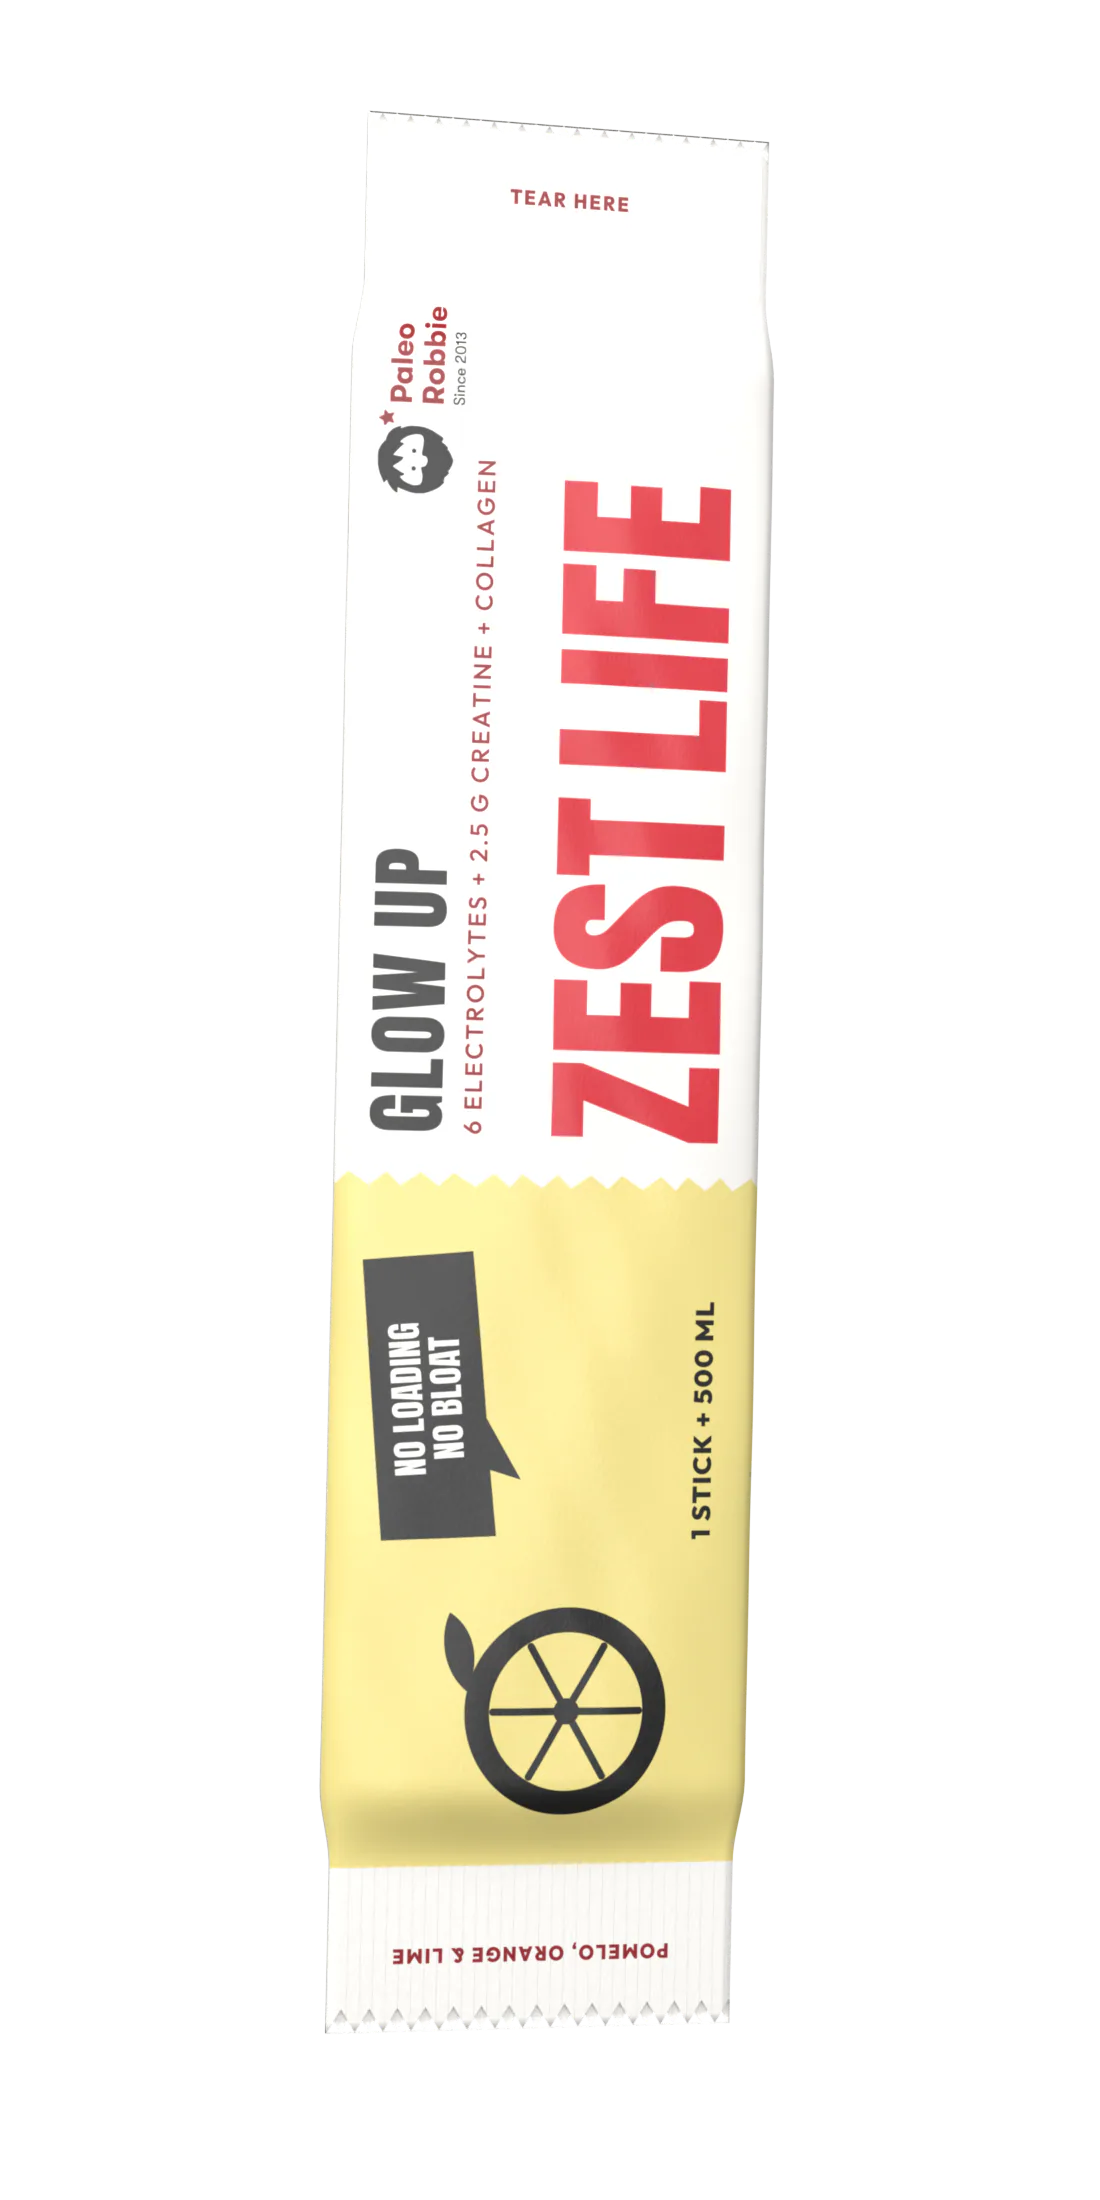 TEAR HERE
Paleo
Robbie
Since 2013
GLOW UP
6 ELECTROLYTES + 2.5 G CREATINE + COLLAGEN
ZEST LIFE
NO LOADING
NO BLOAT
1 STICK + 500 ML
POMELO, ORANGE & LIME